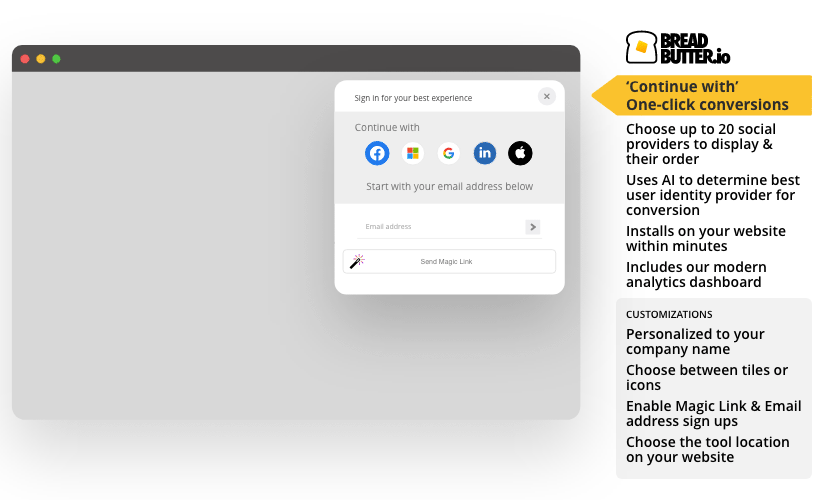 Sign in for your best experience
Continue with
in
Start with your email address below
Email address
Send Magic Link
BREAD
BUTTER.io
‘Continue with’
One-click conversions
Choose up to 20 social
providers to display &
their order
Uses AI to determine best
user identity provider for
conversion
Installs on your website
within minutes
Includes our modern
analytics dashboard
CUSTOMIZATIONS
Personalized to your
company name
Choose between tiles or
icons
Enable Magic Link & Email
address sign ups
Choose the tool location
on your website